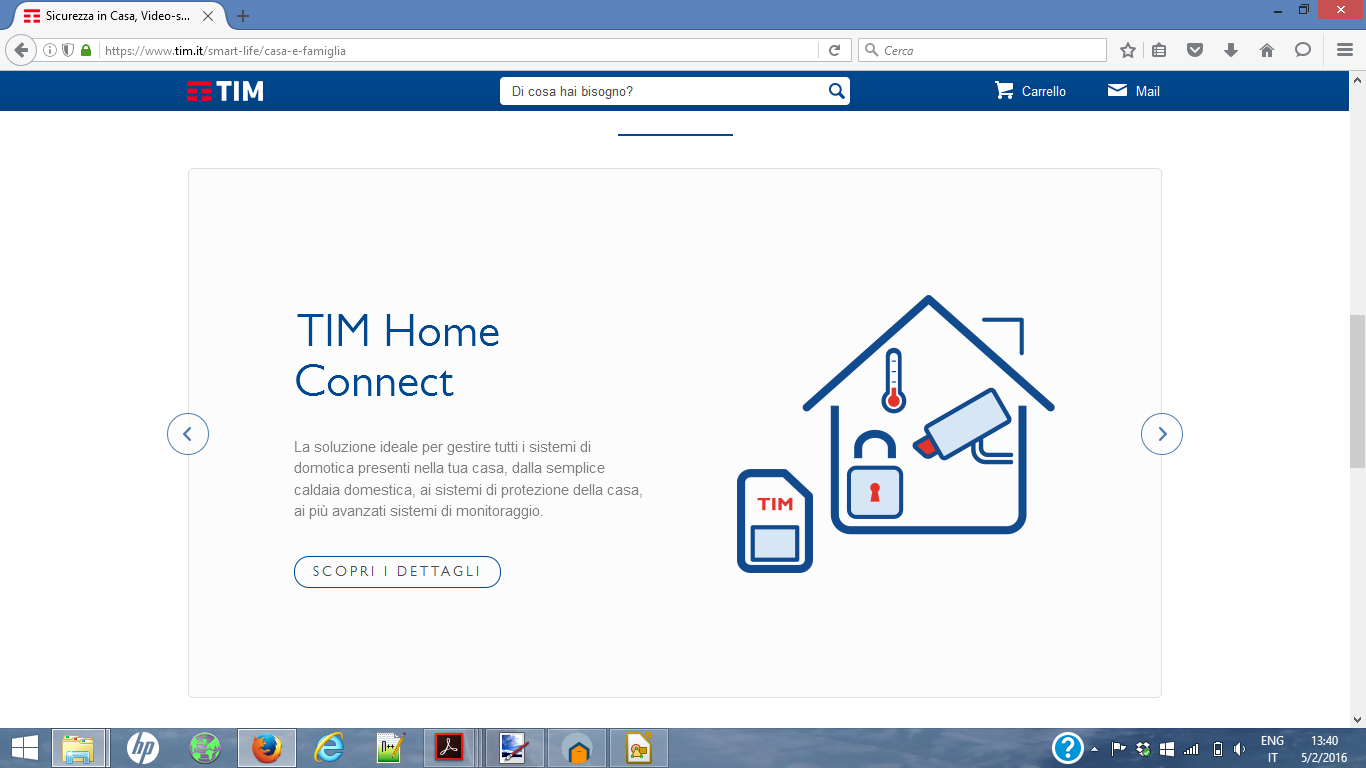 Sicurezza in Casa, Video-s...
https://www.tim.it/smart-life/casa-e-famiglia
Cerca
TIM
Di cosa hai bisogno?
Carrello
Mail
TIM Home
Connect
La soluzione ideale per gestire tutti i sistemi di
domotica presenti nella tua casa, dalla semplice
caldaia domestica, ai sistemi di protezione della casa,
ai più avanzati sistemi di monitoraggio.
SCOPRI I DETTAGLI
TIM
hp
ENG
IT
13:40
5/2/2016